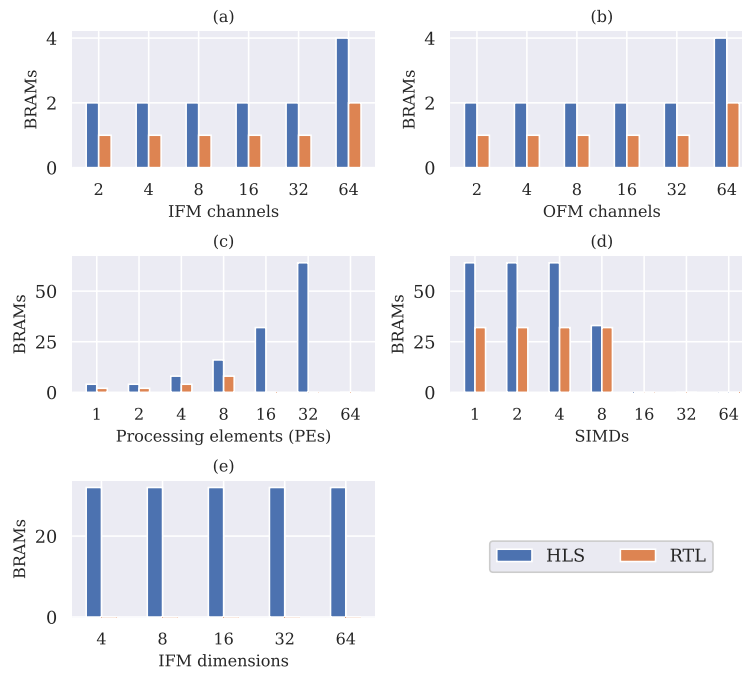 (a)
BRAMs
4
2
0
2 4 8 16 32 64
IFM channels
(b)
BRAMs
4
2
0
2 4 8 16 32 64
OFM channels
(c)
BRAMs
50
25
0
1 2 4 8 16 32 64
Processing elements (PEs)
(d)
BRAMs
50
25
0
1 2 4 8 16 32 64
SIMDs
(e)
BRAMs
20
0
4 8 16 32 64
IFM dimensions
HLS RTL